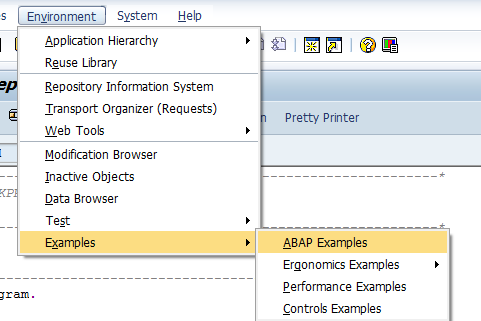 s Environment System Help
Application Hierarchy
Reuse Library
ep
Repository Information System
Transport Organizer (Requests)
n Pretty Printer
Web Tools
Modification Browser
Inactive Objects
Data Browser
Test
Examples
ABAP Examples
Ergonomics Examples
gram.
Performance Examples
Controls Examples